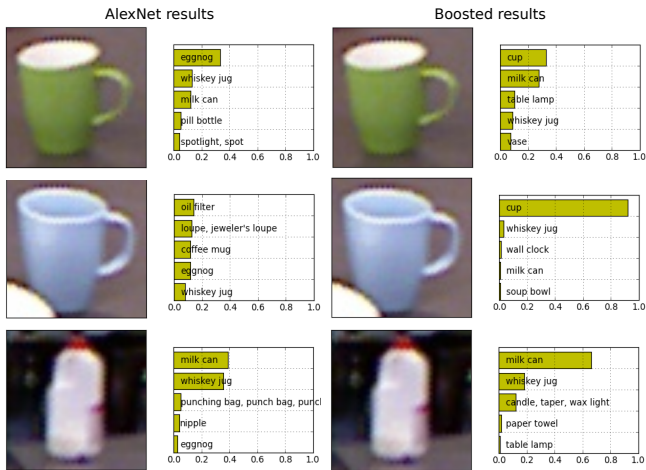 AlexNet results
Boosted results
eggnog
whiskey jug
milk can
pill bottle
spotlight, spot
0.0 0.2 0.4 0.6 0.8 1.0
cup
milk can
table lamp
whiskey jug
vase
0.0 0.2 0.4 0.6 0.8 1.0
oil filter
loupe, jeweler's loupe
coffee mug
eggnog
whiskey jug
0.0 0.2 0.4 0.6 0.8 1.0
cup
whiskey jug
wall clock
milk can
soup bowl
0.0 0.2 0.4 0.6 0.8 1.0
milk can
whiskey jug
punching bag, punch bag, punch
nipple
eggnog
0.0 0.2 0.4 0.6 0.8 1.0
milk can
whiskey jug
candle, taper, wax light
paper towel
table lamp
0.0 0.2 0.4 0.6 0.8 1.0